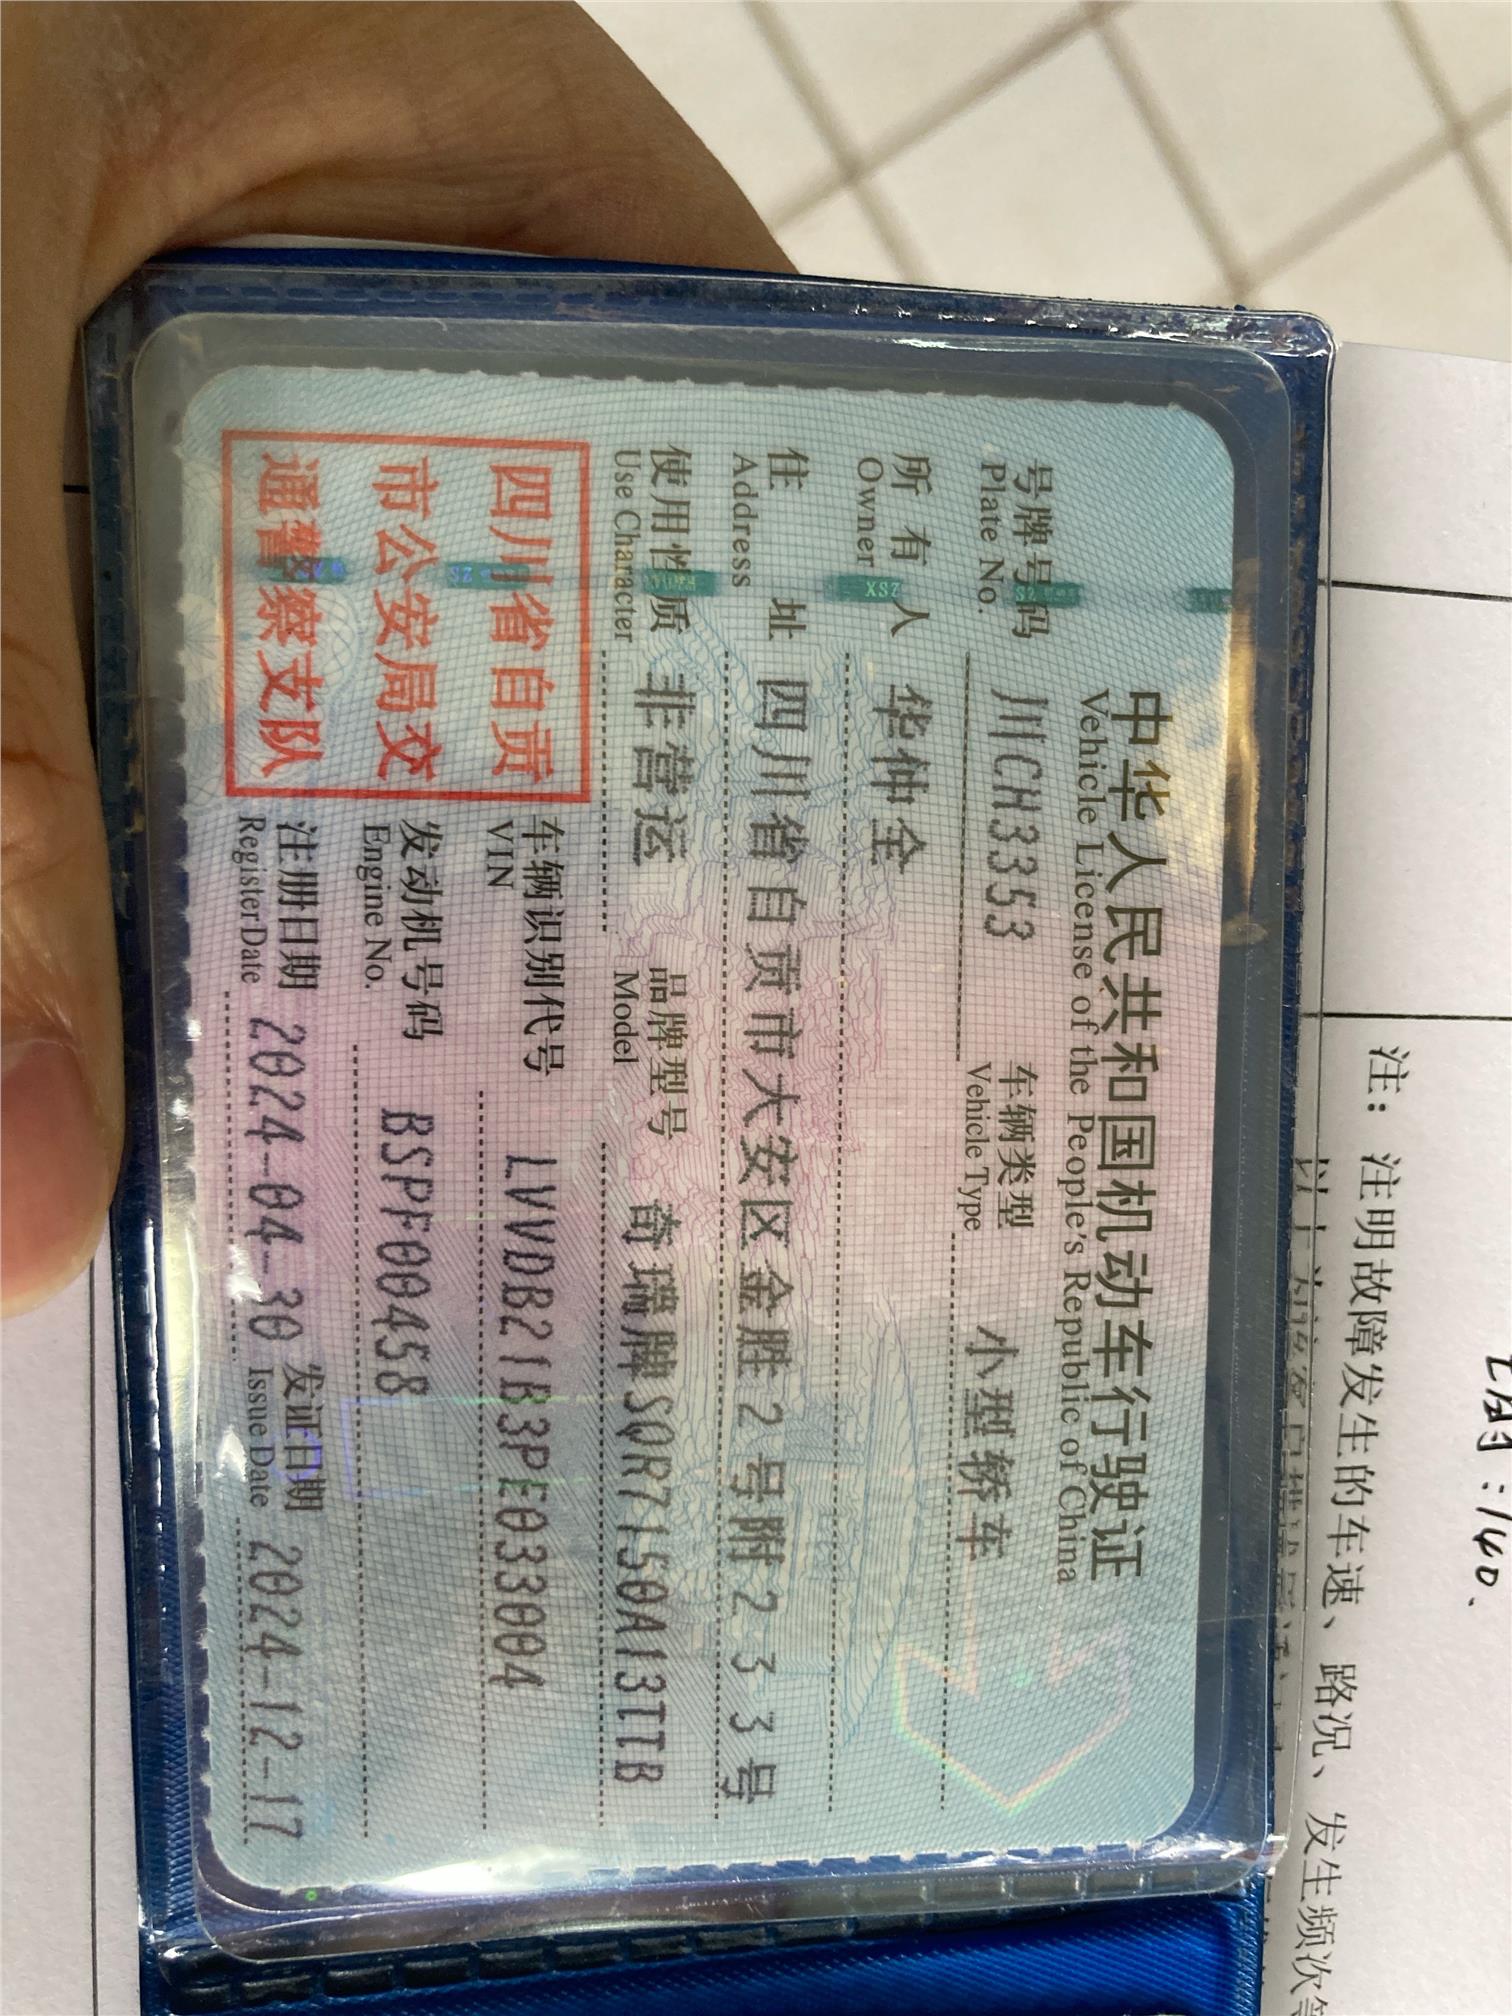 中华人民共和国机动车行驶证
Vehicle License of the People's Republic of China
号牌号码 川CH3353 车辆类型 小型轿车
Plate No. Vehicle Type
所有人 华仲全
Owner
住址 四川省自贡市大安区金胜2号附233号
Address
使用性质 非营运 品牌型号 奇瑞牌SQR7150A13TTB
Use Character Model
四川省自贡
市公安局交
通警察支队
车辆识别代号 LVVDB21B3PE033004
VIN
发动机号码 BSPF00458
Engine No.
注册日期 2024-04-30 发证日期 2024-12-17
Register Date Issue Date
注：注明故障发生的车速、路况、发生频次等